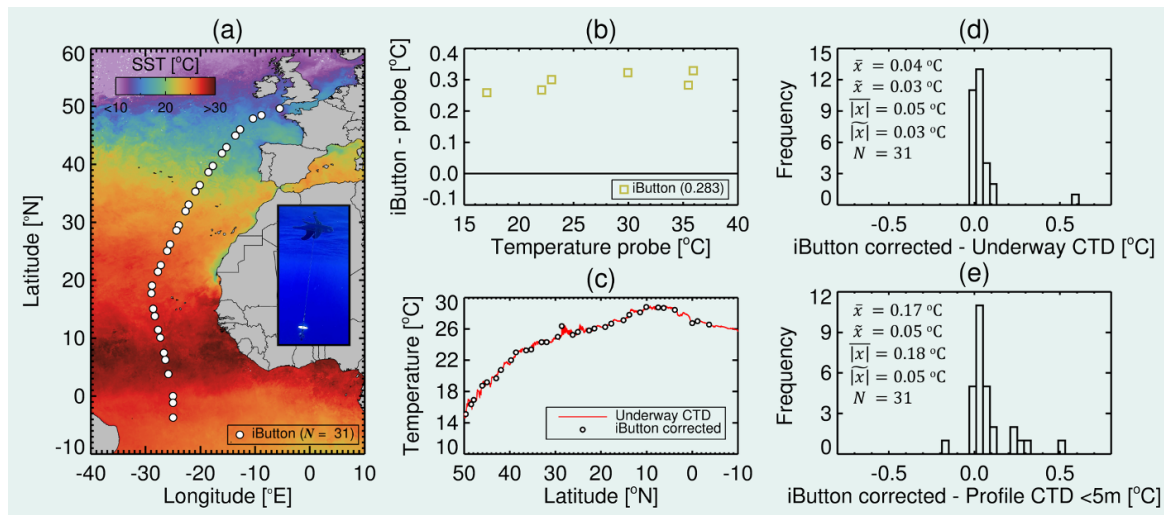 (a)
SST [°C]
<10 20 >30
60
50
40
30
20
10
0
-10
Latitude [°N]
iButton (N = 31)
-40 -30 -20 -10 0 10
Longitude [°E]
(b)
iButton - probe [°C]
0.4
0.3
0.2
0.1
0.0
-0.1
iButton (0.283)
15 20 25 30 35 40
Temperature probe [°C]
(c)
Temperature [°C]
30
26
22
18
14
10
Underway CTD
iButton corrected
50 40 30 20 10 0 -10
Latitude [°N]
(d)
Frequency
15
12
9
6
3
0
x̄ = 0.04 °C
x̃ = 0.03 °C
|x|̅ = 0.05 °C
|x|̃ = 0.03 °C
N = 31
-0.5 0.0 0.5
iButton corrected - Underway CTD [°C]
(e)
Frequency
12
9
6
3
0
x̄ = 0.17 °C
x̃ = 0.05 °C
|x|̅ = 0.18 °C
|x|̃ = 0.05 °C
N = 31
-0.5 0.0 0.5
iButton corrected - Profile CTD <5m [°C]